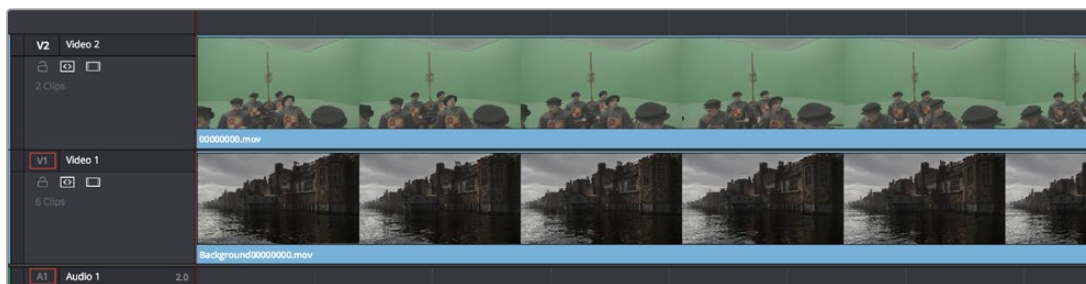 V2 Video 2
2 Clips
00000000.mov
V1 Video 1
6 Clips
Background00000000.mov
A1 Audio 1 2.0